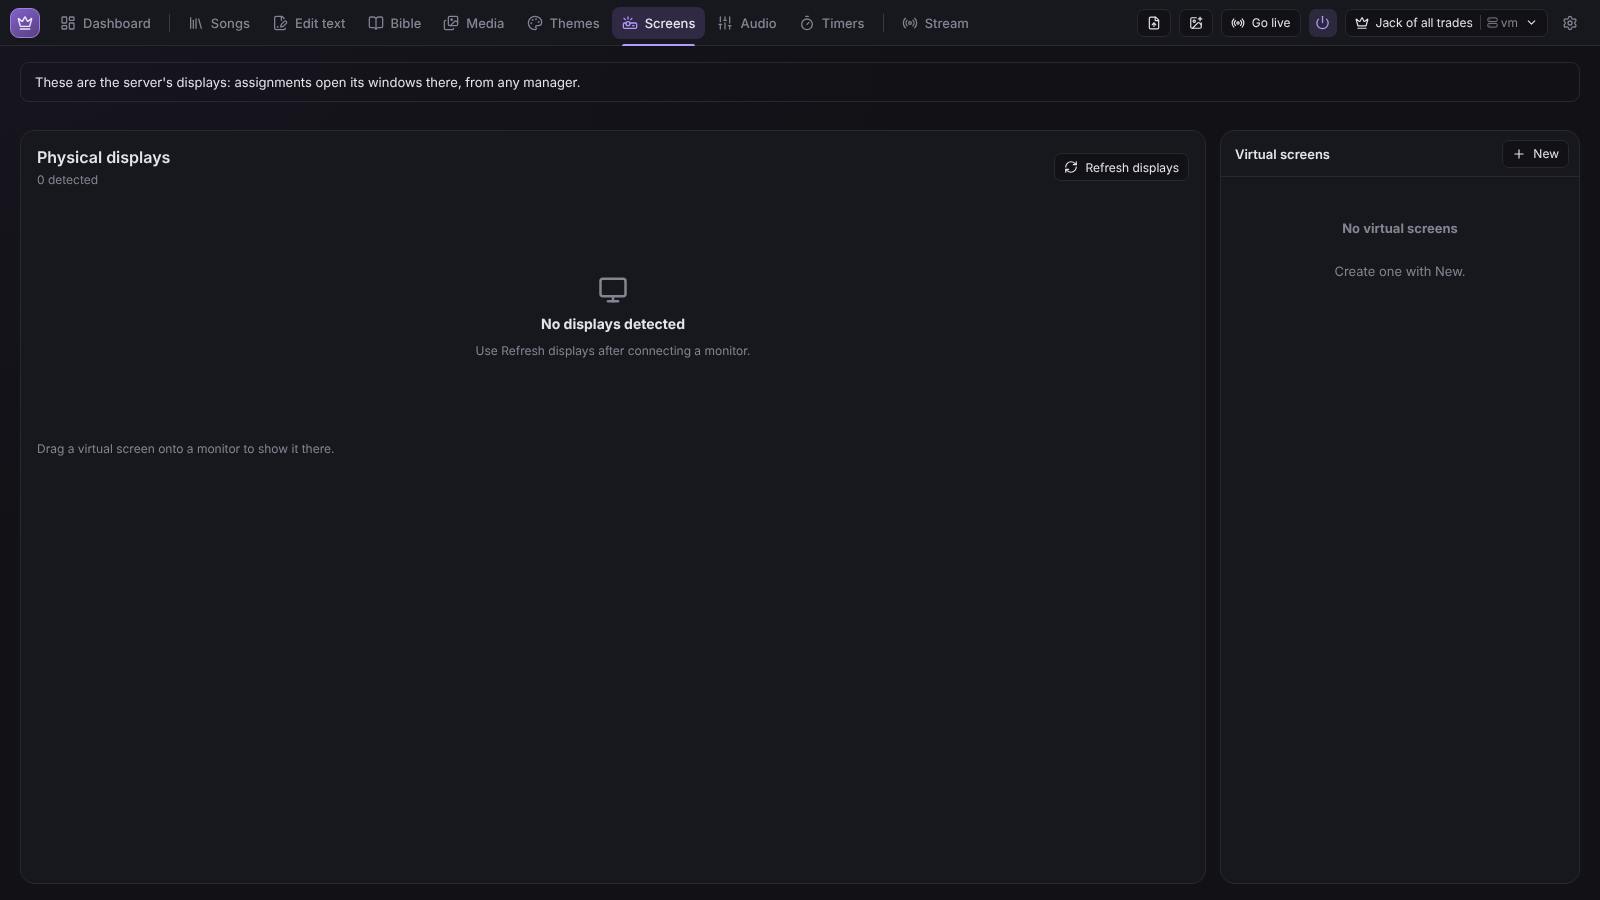 Dashboard
Songs
Edit text
Bible
Media
Themes
Screens
Audio
Timers
Stream
Go live
Jack of all trades
vm
These are the server's displays: assignments open its windows there, from any manager.
Physical displays
0 detected
Refresh displays
No displays detected
Use Refresh displays after connecting a monitor.
Drag a virtual screen onto a monitor to show it there.
Virtual screens
New
No virtual screens
Create one with New.